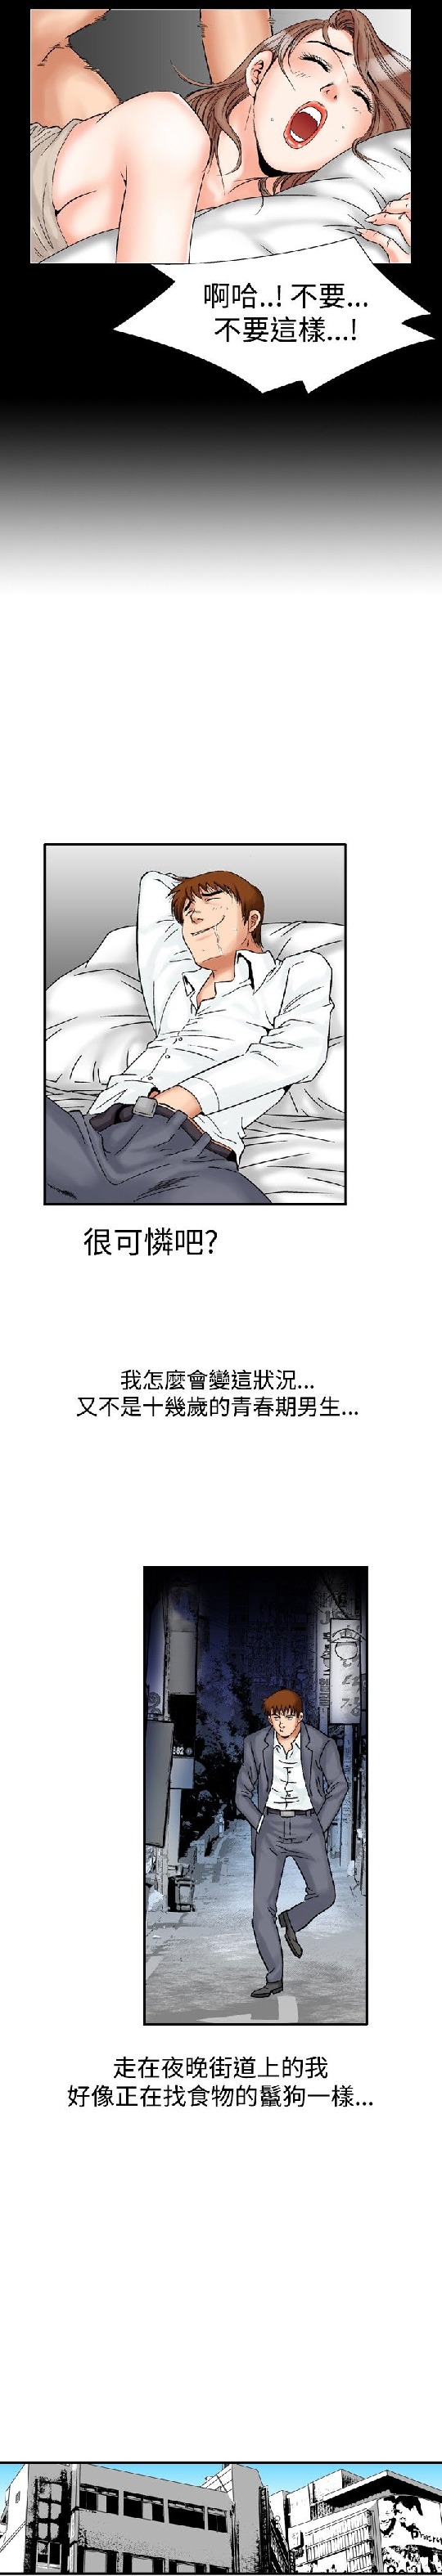 啊哈..! 不要...
不要這樣...!
很可憐吧?
我怎麼會變這狀況...
又不是十幾歲的青春期男生...
走在夜晚街道上的我
好像正在找食物的鬣狗一樣...